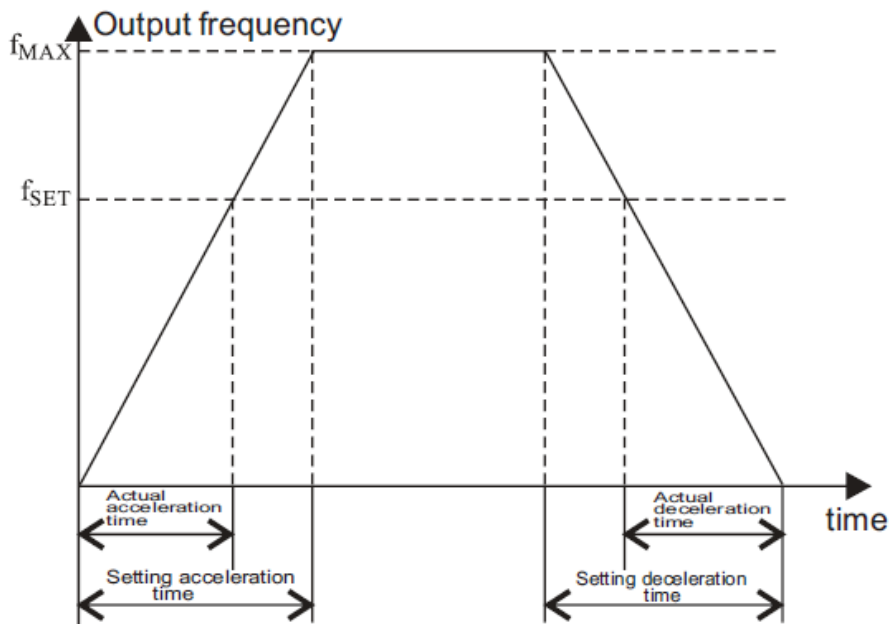 Output frequency
fMAX
fSET
Actual
acceleration
time
Actual
deceleration
time
time
Setting acceleration
time
Setting deceleration
time